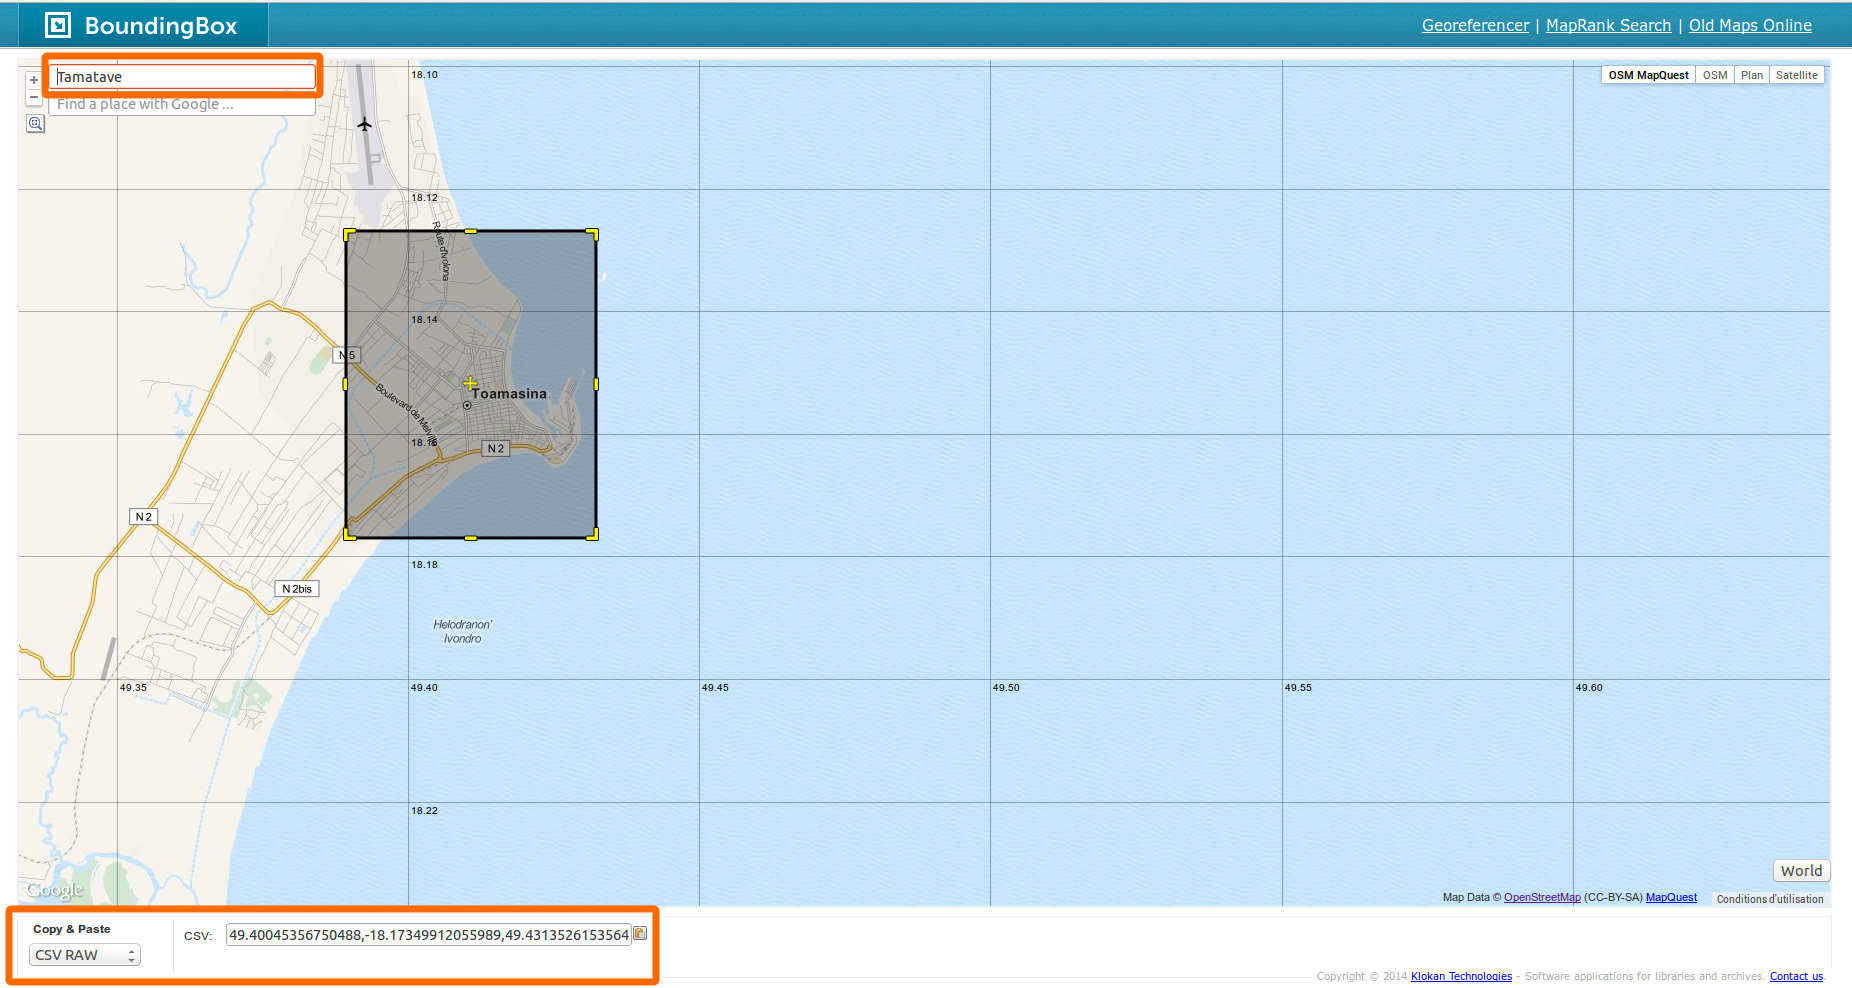 BoundingBox
Georeferencer | MapRank Search | Old Maps Online
Tamatave
Find a place with Google ...
+
−
OSM MapQuest
OSM
Plan
Satellite
18.10
18.12
Route d'Ivoloina
18.14
N 5
Boulevard de Melville
Toamasina
18.16
N 2
N 2
18.18
N 2bis
Helodranon'
Ivondro
49.35
49.40
49.45
49.50
49.55
49.60
18.22
World
Google
Map Data © OpenStreetMap (CC-BY-SA) MapQuest
Conditions d'utilisation
Copy & Paste
CSV RAW
CSV:
49.40045356750488,-18.17349912055989,49.4313526153564
Copyright © 2014 Klokan Technologies - Software applications for libraries and archives. Contact us.